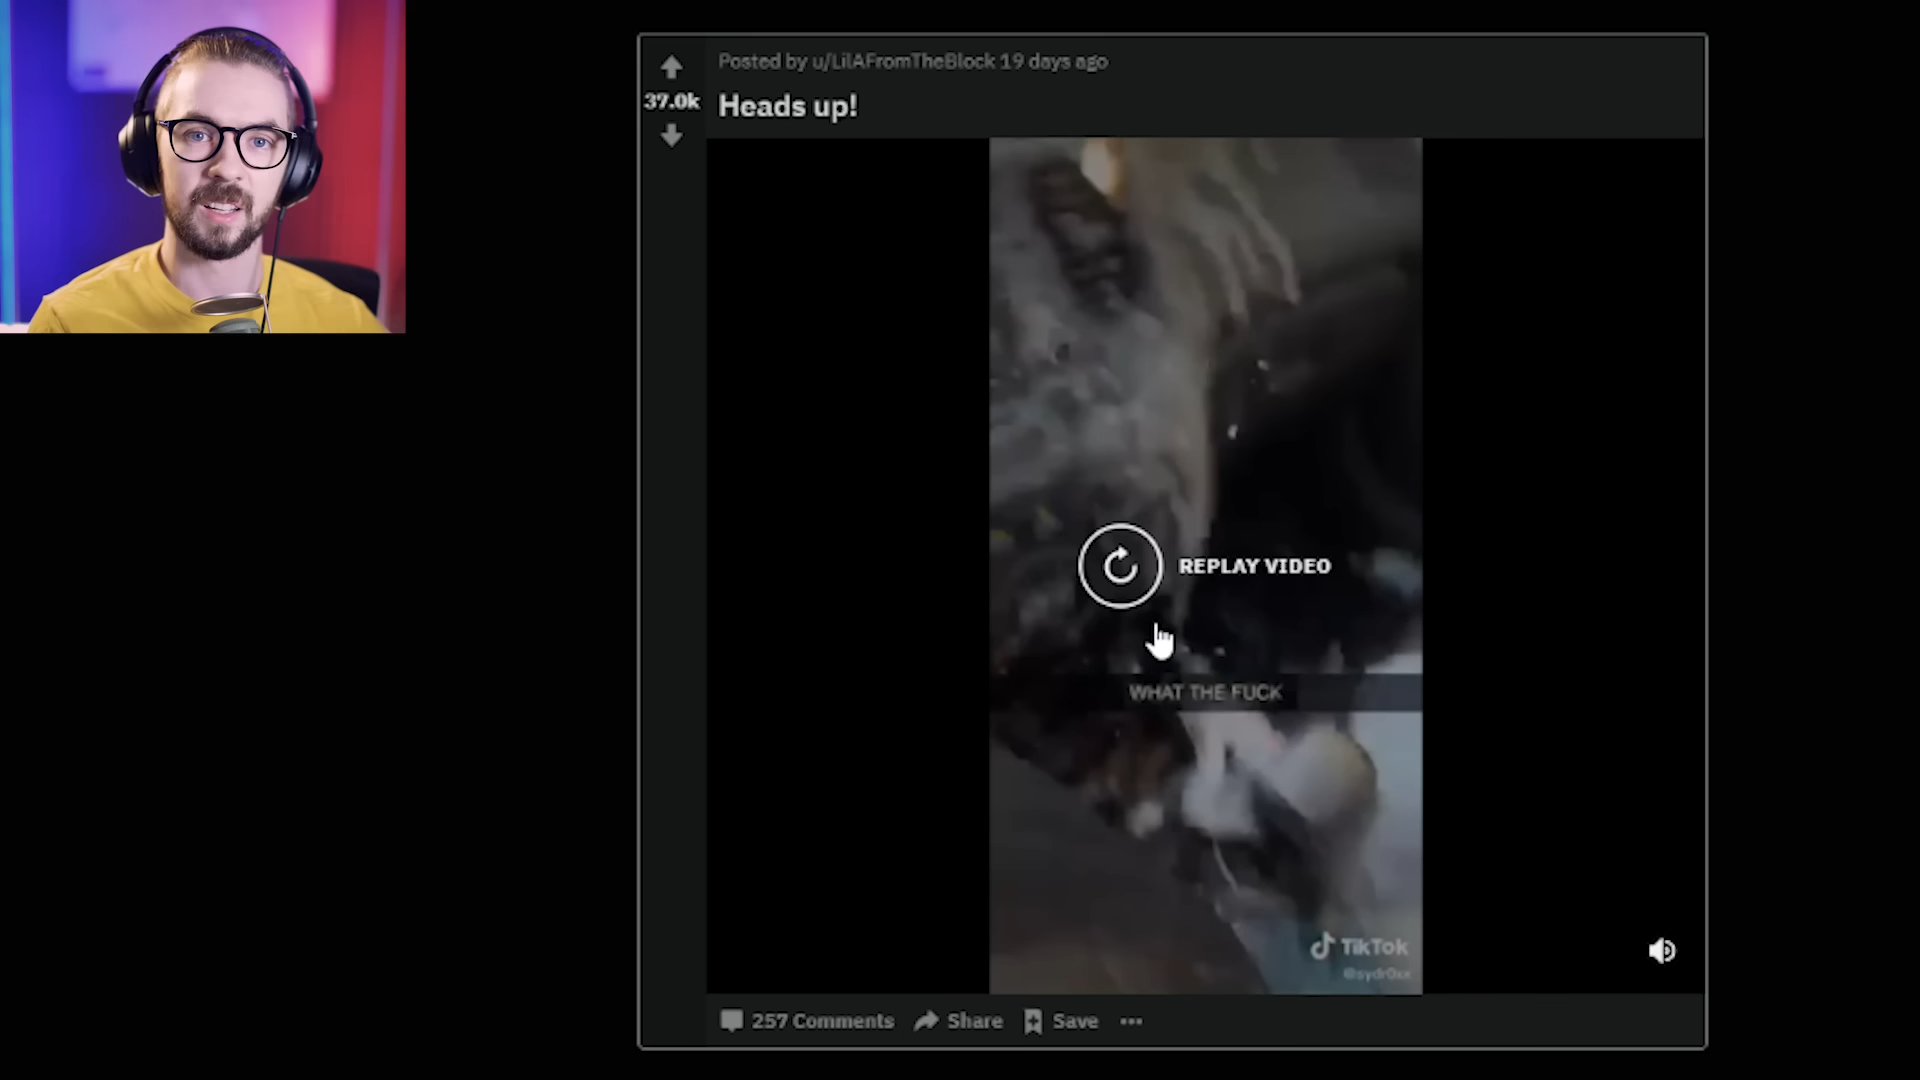 Posted by u/LilAFromTheBlock 19 days ago
37.0k
Heads up!
REPLAY VIDEO
WHAT THE FUCK
TikTok
@sydr0xx
257 Comments
Share
Save